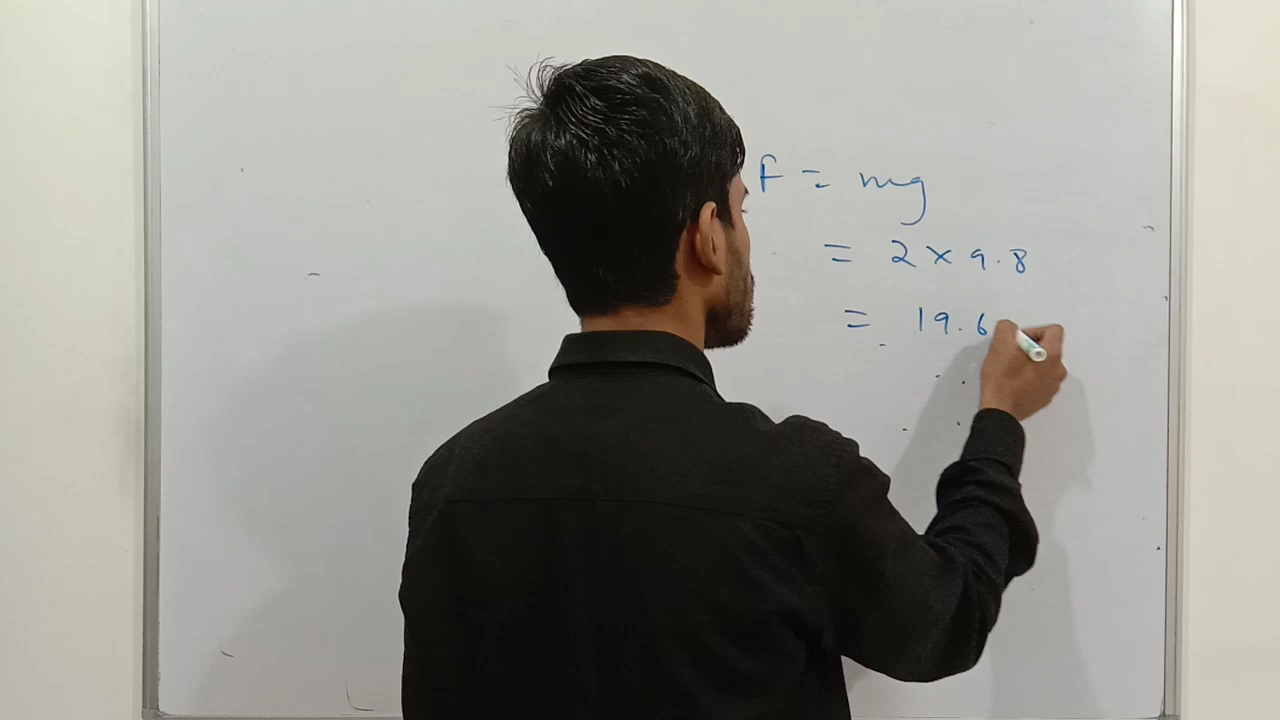 F = mg
= 2 × 9.8
= 19.6